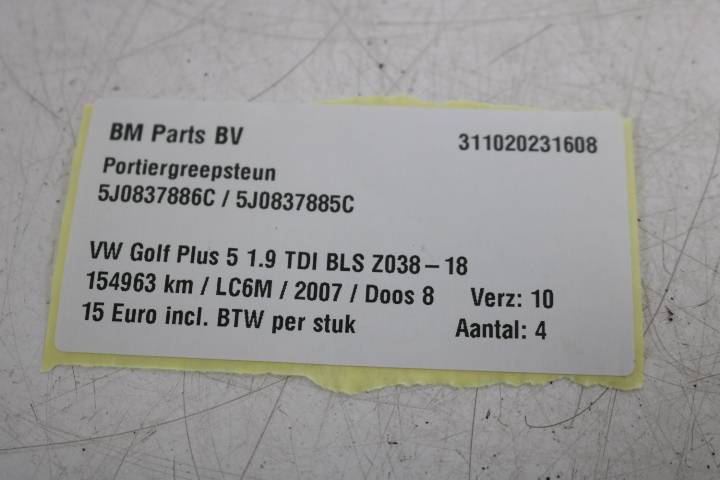 BM Parts BV 311020231608
Portiergreepsteun
5J0837886C / 5J0837885C
VW Golf Plus 5 1.9 TDI BLS Z038-18
154963 km / LC6M / 2007 / Doos 8 Verz: 10
15 Euro incl. BTW per stuk Aantal: 4